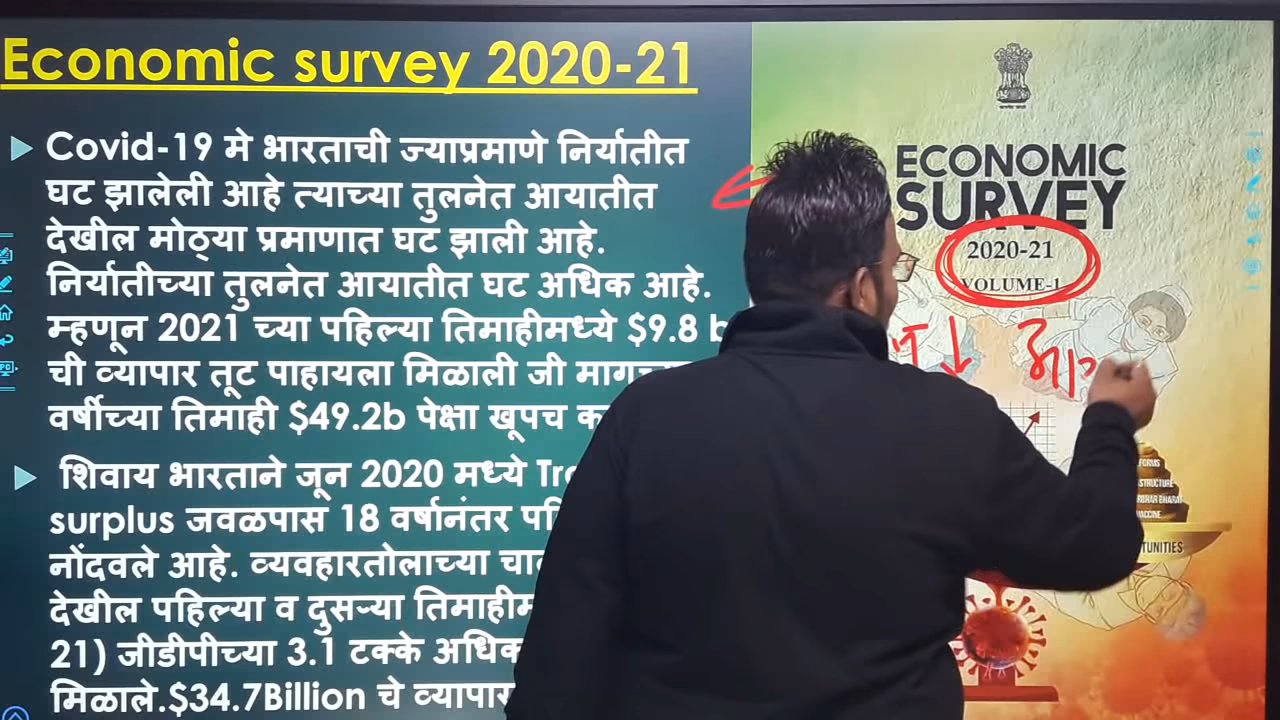 Economic survey 2020-21
Covid-19 मे भारताची ज्याप्रमाणे निर्यातीत
घट झालेली आहे त्याच्या तुलनेत आयातीत
देखील मोठ्या प्रमाणात घट झाली आहे.
निर्यातीच्या तुलनेत आयातीत घट अधिक आहे.
म्हणून 2021 च्या पहिल्या तिमाहीमध्ये $9.8 b
ची व्यापार तूट पाहायला मिळाली जी
वर्षीच्या तिमाही $49.2b पेक्षा खूपच
शिवाय भारताने जून 2020 मध्ये
surplus जवळपास 18 वर्षानंतर
नोंदवले आहे. व्यवहारतोलाच्या
देखील पहिल्या व दुसऱ्या
21) जीडीपीच्या 3.1 टक्के अधिक
मिळाले.$34.7Billion चे व्यापार
ECONOMIC
SURVEY
2020-21
VOLUME-1